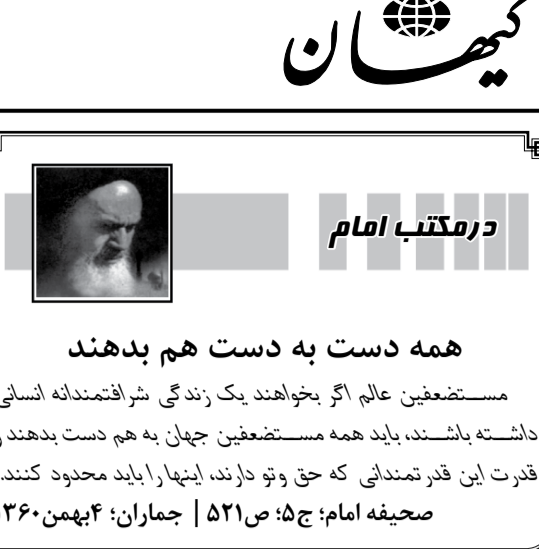 کیهان
در مکتب امام
همه دست به دست هم بدهند
مستضعفین عالم اگر بخواهند یک زندگی شرافتمندانه انسانی
داشته باشند، باید همه مستضعفین جهان به هم دست بدهند و
قدرت این قدرتمندانی که حق وتو دارند، اینها را باید محدود کنند.
صحیفه امام؛ ج۵؛ ص۵۲۱ | جماران؛ ۴بهمن۱۳۶۰